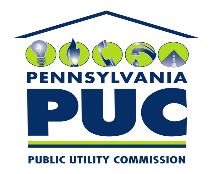 PENNSYLVANIA
PUC
PUBLIC UTILITY COMMISSION